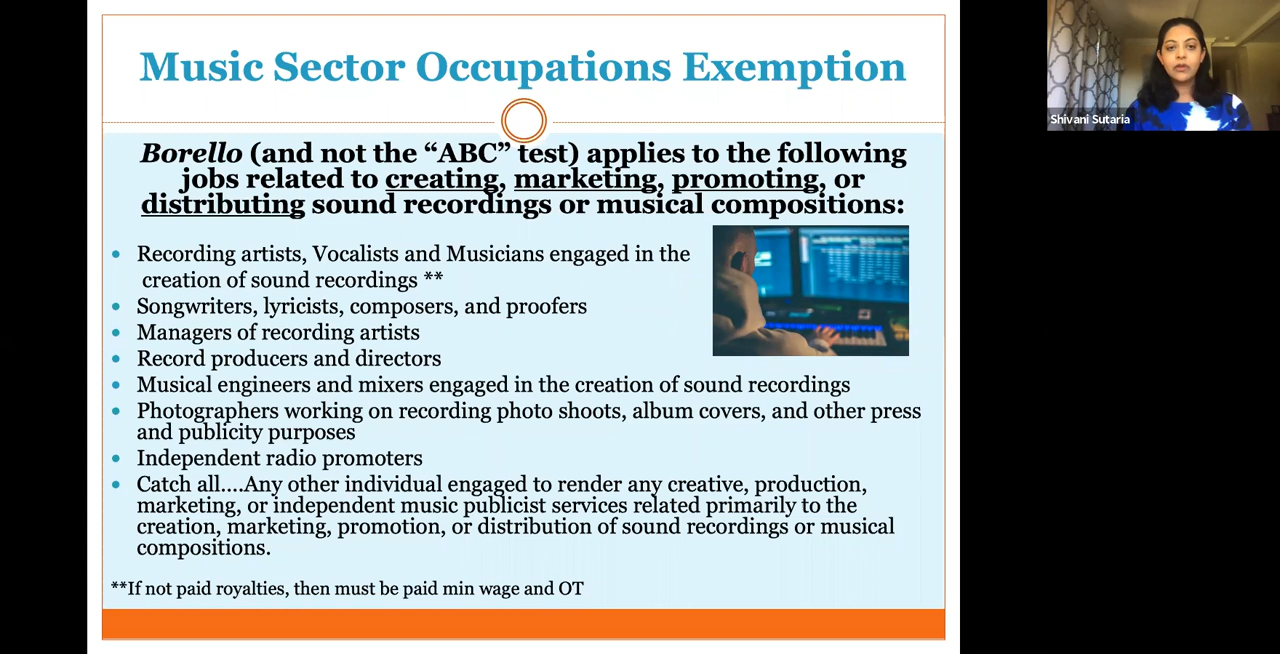 Music Sector Occupations Exemption
Borello (and not the “ABC” test) applies to the following
jobs related to creating, marketing, promoting, or
distributing sound recordings or musical compositions:
• Recording artists, Vocalists and Musicians engaged in the
creation of sound recordings **
• Songwriters, lyricists, composers, and proofers
• Managers of recording artists
• Record producers and directors
• Musical engineers and mixers engaged in the creation of sound recordings
• Photographers working on recording photo shoots, album covers, and other press
and publicity purposes
• Independent radio promoters
• Catch all....Any other individual engaged to render any creative, production,
marketing, or independent music publicist services related primarily to the
creation, marketing, promotion, or distribution of sound recordings or musical
compositions.
**If not paid royalties, then must be paid min wage and OT
Shivani Sutaria